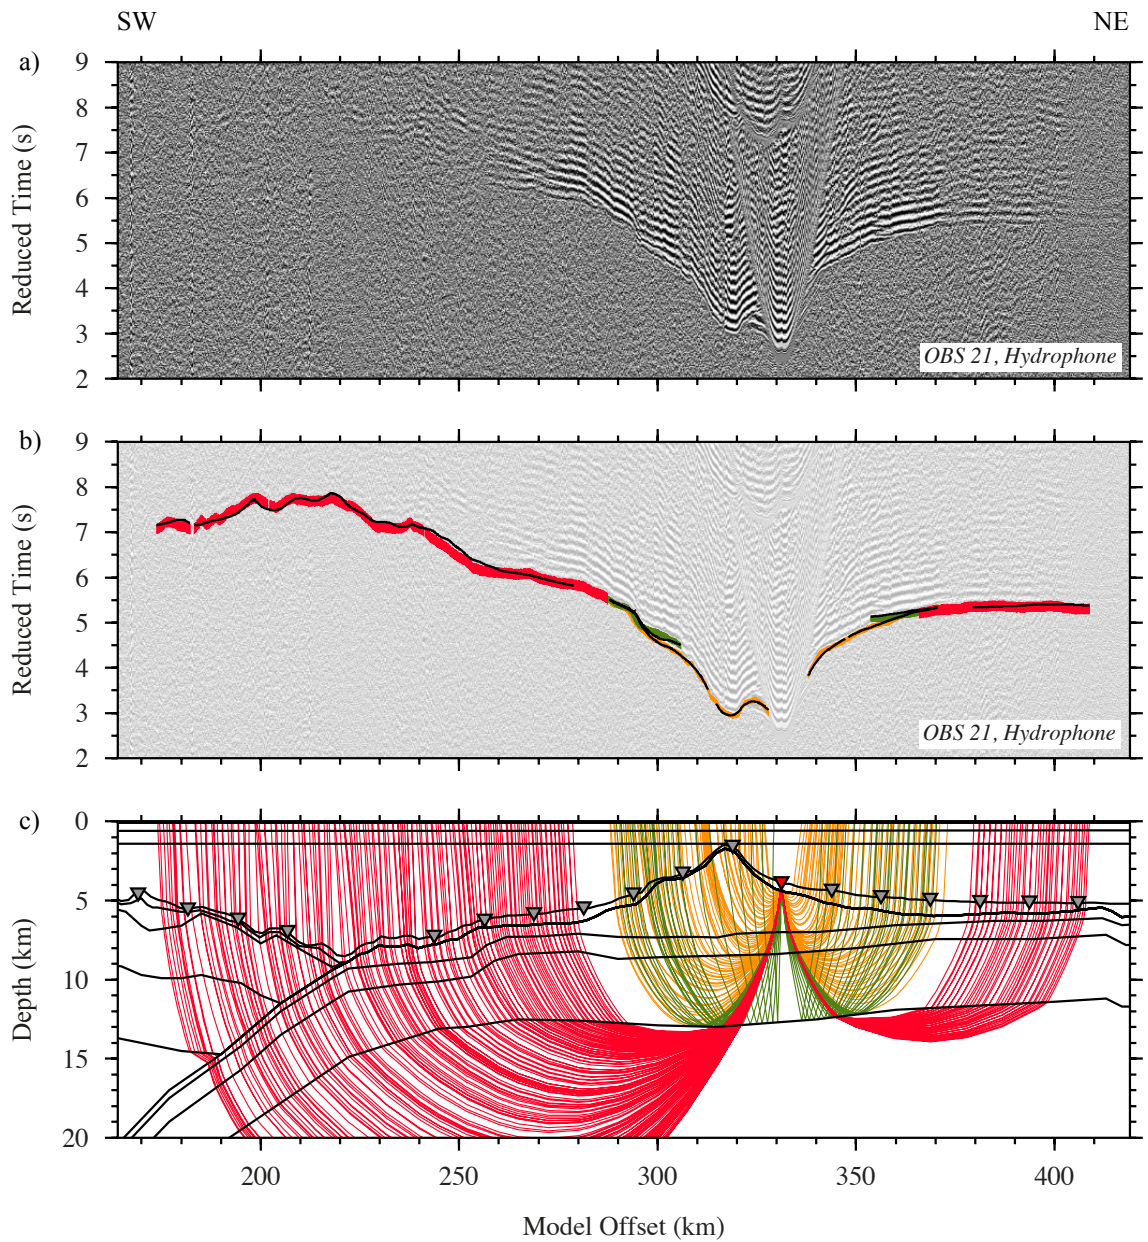 SW NE
a)
9
8
7
6
5
4
3
2
Reduced Time (s)
OBS 21, Hydrophone
b)
9
8
7
6
5
4
3
2
Reduced Time (s)
OBS 21, Hydrophone
c)
0
5
10
15
20
Depth (km)
200 250 300 350 400
Model Offset (km)